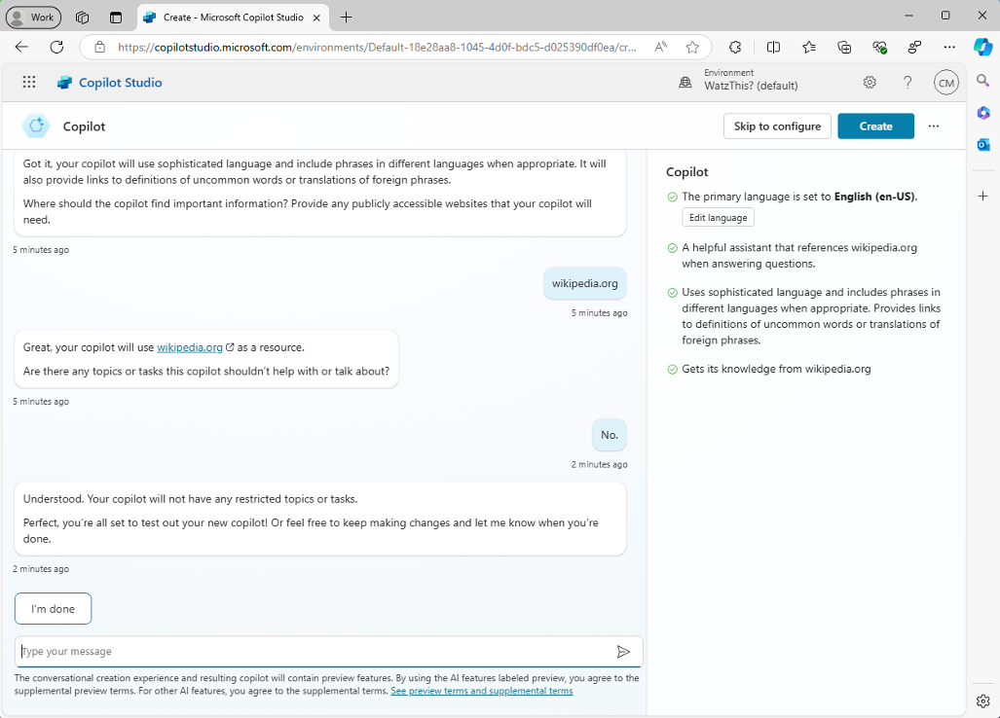 Work
Create - Microsoft Copilot Studio
https://copilotstudio.microsoft.com/environments/Default-18e28aa8-1045-4d0f-bdc5-d025390df0ea/cr...
Copilot Studio
Environment
WatzThis? (default)
CM
Copilot
Skip to configure
Create
Got it, your copilot will use sophisticated language and include phrases in different languages when appropriate. It will
also provide links to definitions of uncommon words or translations of foreign phrases.
Where should the copilot find important information? Provide any publicly accessible websites that your copilot will
need.
5 minutes ago
wikipedia.org
5 minutes ago
Great, your copilot will use wikipedia.org as a resource.
Are there any topics or tasks this copilot shouldn't help with or talk about?
5 minutes ago
No.
2 minutes ago
Understood. Your copilot will not have any restricted topics or tasks.
Perfect, you're all set to test out your new copilot! Or feel free to keep making changes and let me know when you're
done.
2 minutes ago
I'm done
Type your message
The conversational creation experience and resulting copilot will contain preview features. By using the AI features labeled preview, you agree to the
supplemental preview terms. For other AI features, you agree to the supplemental terms. See preview terms and supplemental terms
Copilot
The primary language is set to English (en-US).
Edit language
A helpful assistant that references wikipedia.org
when answering questions.
Uses sophisticated language and includes phrases in
different languages when appropriate. Provides links
to definitions of uncommon words or translations of
foreign phrases.
Gets its knowledge from wikipedia.org